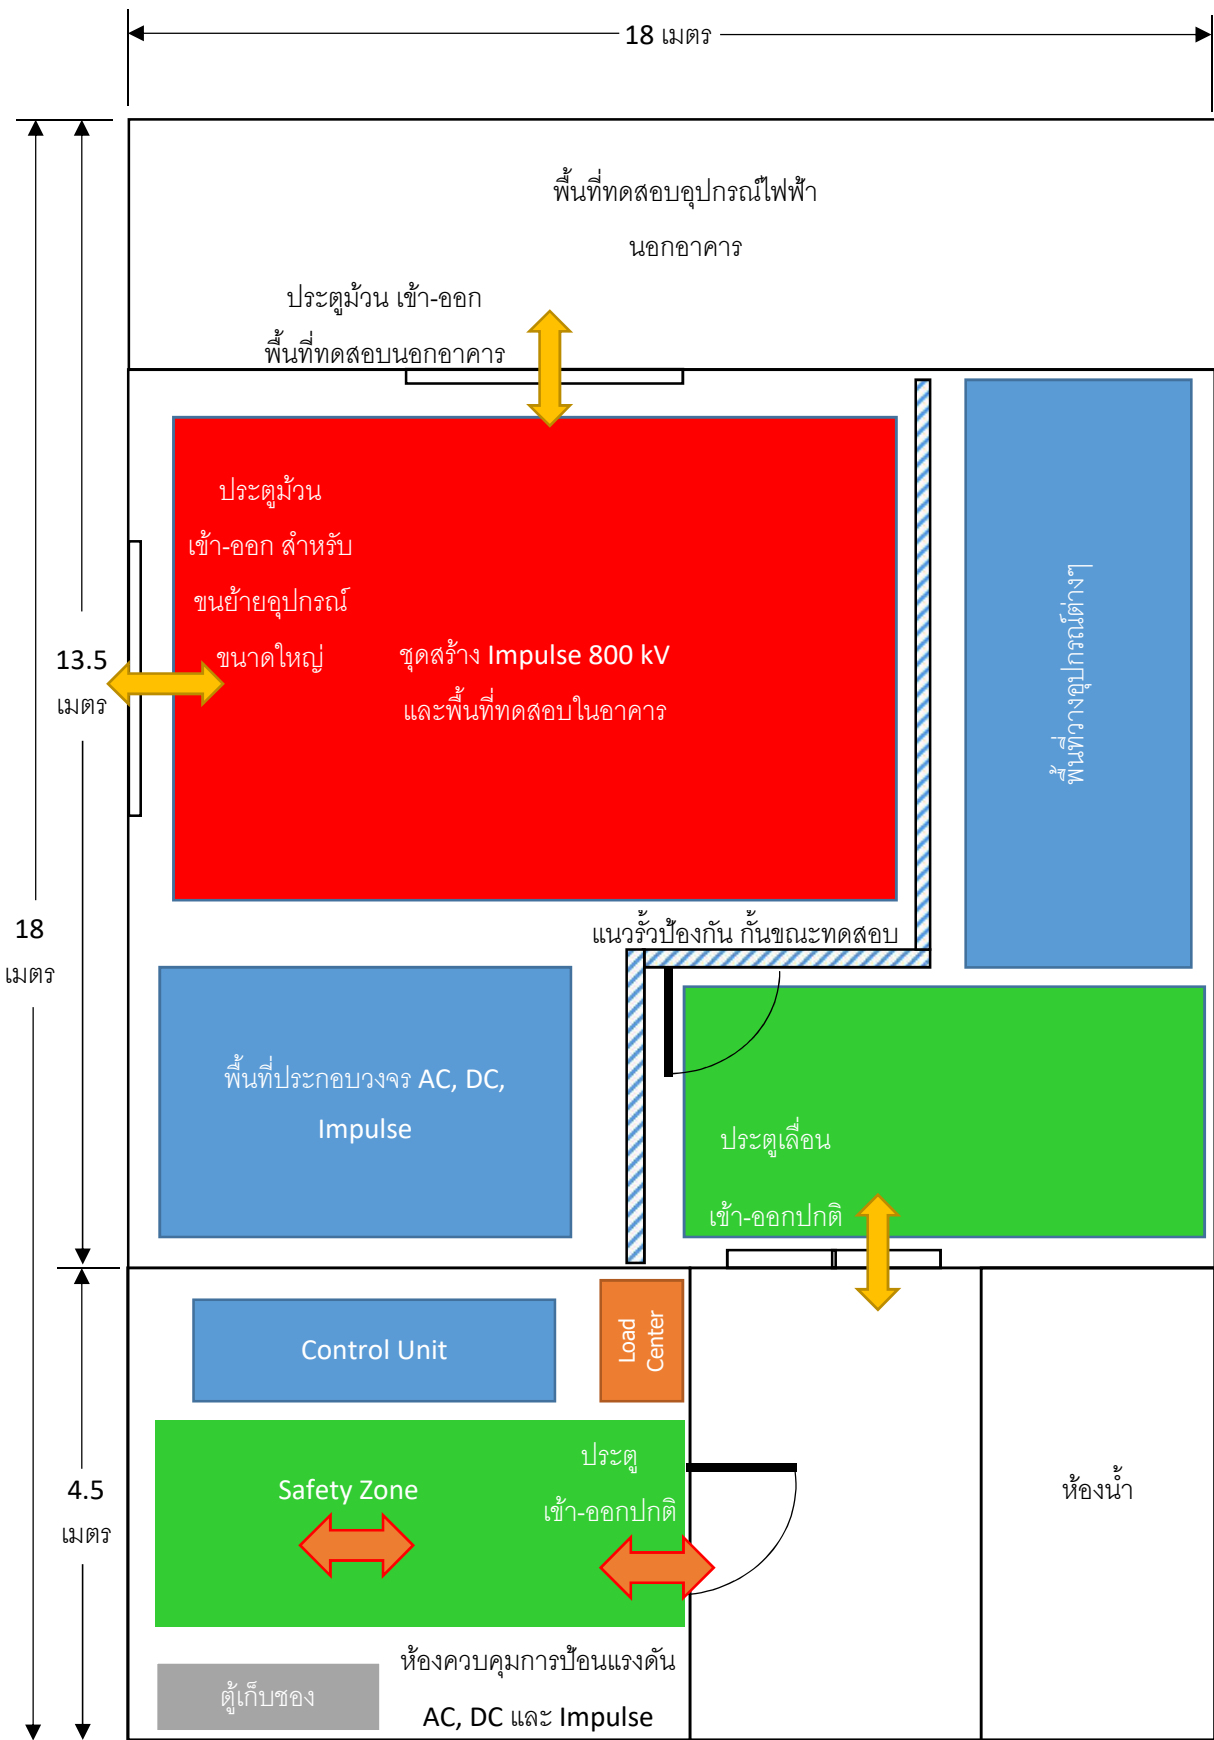 18 เมตร
พื้นที่ทดสอบอุปกรณ์ไฟฟ้า
นอกอาคาร
ประตูม้วน เข้า-ออก
พื้นที่ทดสอบนอกอาคาร
ประตูม้วน
เข้า-ออก สำหรับ
ขนย้ายอุปกรณ์
ขนาดใหญ่
ชุดสร้าง Impulse 800 kV
และพื้นที่ทดสอบในอาคาร
พื้นที่วางอุปกรณ์ต่างๆ
13.5
เมตร
18
เมตร
แนวรั้วป้องกัน กั้นขณะทดสอบ
พื้นที่ประกอบวงจร AC, DC,
Impulse
ประตูเลื่อน
เข้า-ออกปกติ
Control Unit
Load
Center
Safety Zone
ประตู
เข้า-ออกปกติ
ห้องน้ำ
4.5
เมตร
ห้องควบคุมการป้อนแรงดัน
AC, DC และ Impulse
ตู้เก็บของ